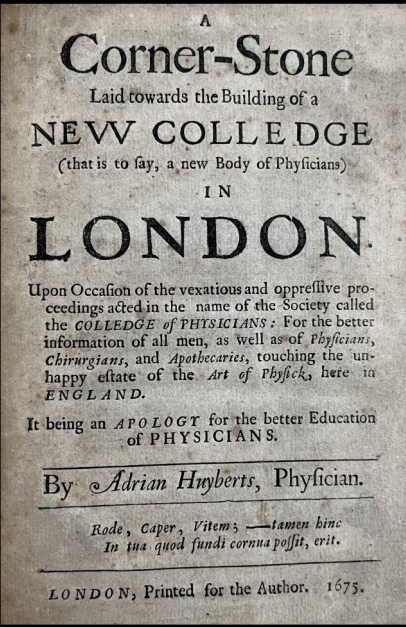 A
Corner-Stone
Laid towards the Building of a
NEVV COLLEDGE
(that is to ſay, a new Body of Phyſicians)
IN
LONDON.
Upon Occaſion of the vexatious and oppreſſive pro-
ceedings acted in the name of the Society called
the COLLEDGE of PHYSICIANS: For the better
information of all men, as well as of Phyſicians,
Chirurgians, and Apothecaries, touching the un-
happy eſtate of the Art of Phyſick, here in
ENGLAND.
It being an APOLOGY for the better Education
of PHYSICIANS.
By Adrian Huyberts, Phyſician.
Rode, Caper, Vitem; —tamen hinc
In tua quod fundi cornua poſſit, erit.
LONDON, Printed for the Author. 1675.